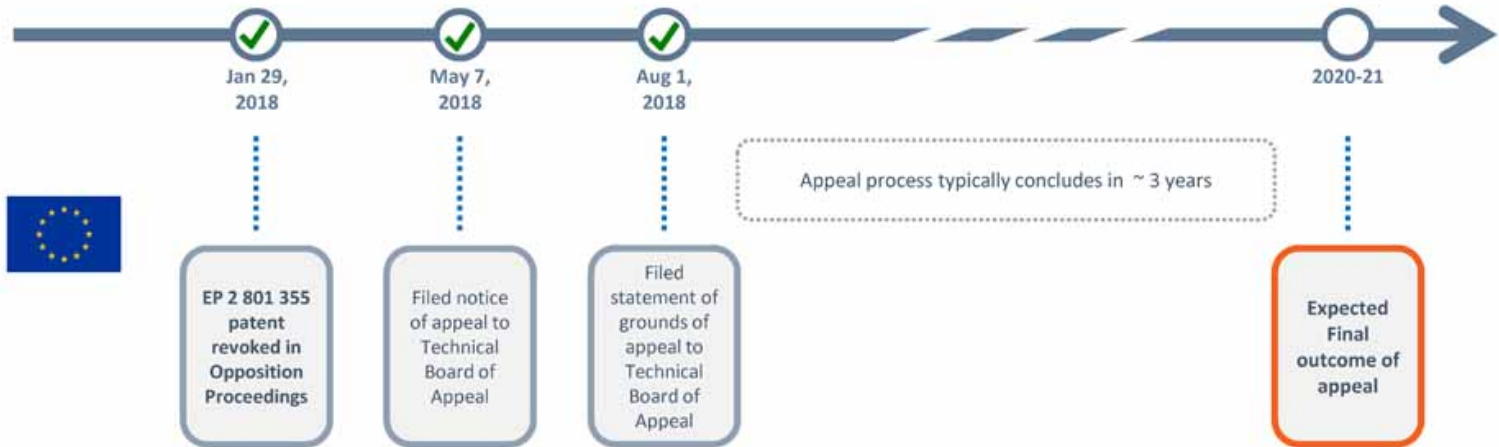 Jan 29,
2018
May 7,
2018
Aug 1,
2018
2020-21
Appeal process typically concludes in ~ 3 years
EP 2 801 355
patent
revoked in
Opposition
Proceedings
Filed notice
of appeal to
Technical
Board of
Appeal
Filed
statement of
grounds of
appeal to
Technical
Board of
Appeal
Expected
Final
outcome of
appeal